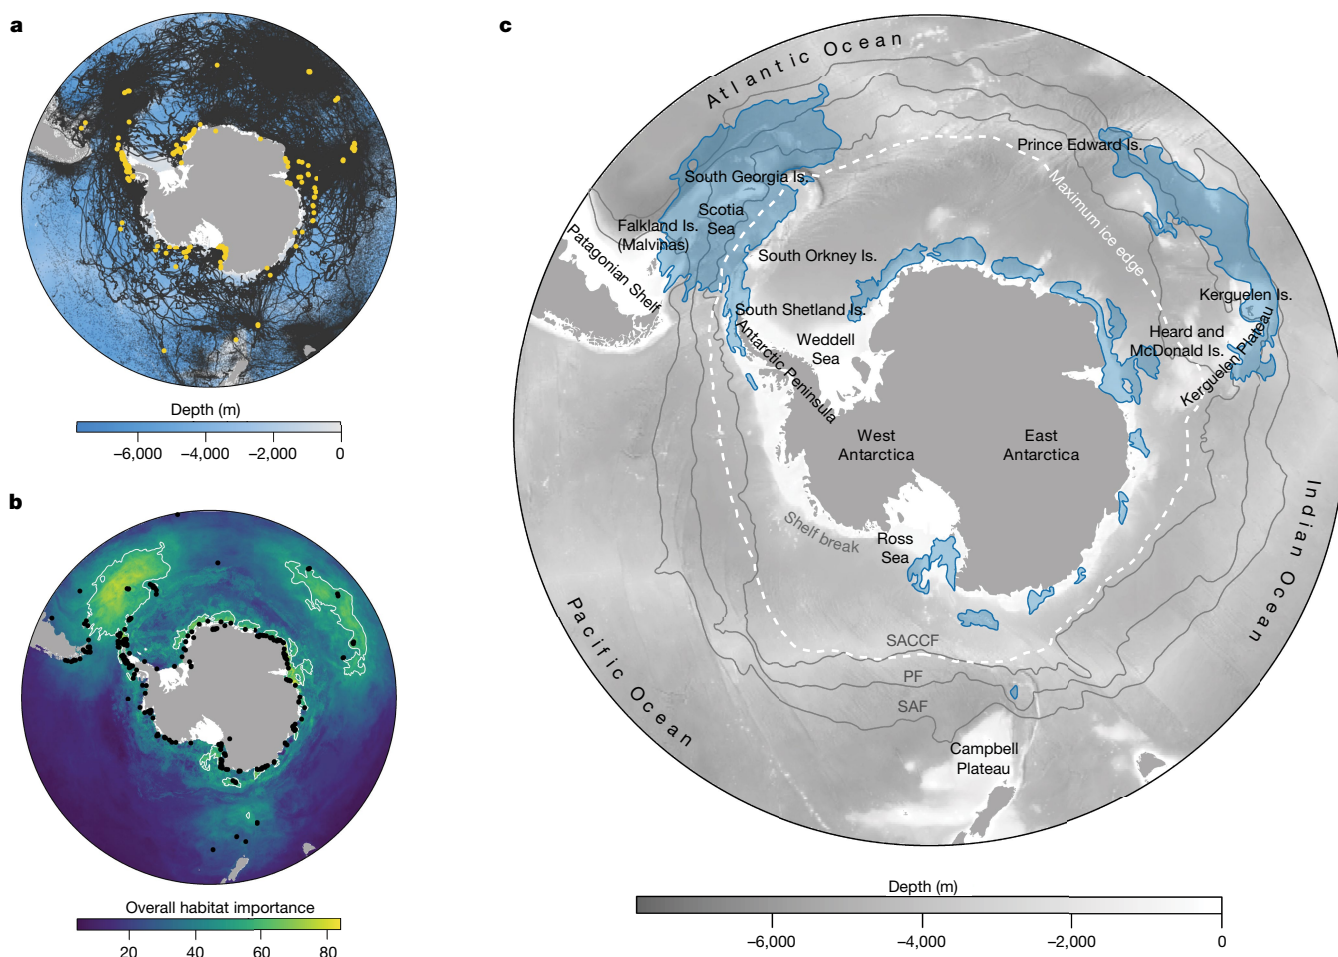 a
Depth (m)
−6,000 −4,000 −2,000 0
b
Overall habitat importance
20 40 60 80
c
Atlantic Ocean
Prince Edward Is.
South Georgia Is.
Maximum ice edge
Scotia
Sea
Falkland Is.
(Malvinas)
Patagonian Shelf
South Orkney Is.
Kerguelen Is.
South Shetland Is.
Heard and
McDonald Is.
Kerguelen Plateau
Weddell
Sea
Antarctic Peninsula
West
Antarctica
East
Antarctica
Indian Ocean
Shelf break
Ross
Sea
Pacific Ocean
SACCF
PF
SAF
Campbell
Plateau
Depth (m)
−6,000 −4,000 −2,000 0